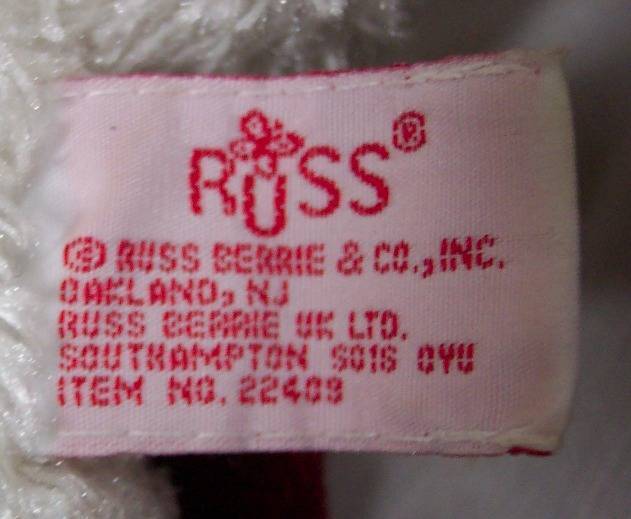 RUSS®
© RUSS BERRIE & CO., INC.
OAKLAND, NJ
RUSS BERRIE UK LTD.
SOUTHAMPTON SO16 0YU
ITEM NO. 22409